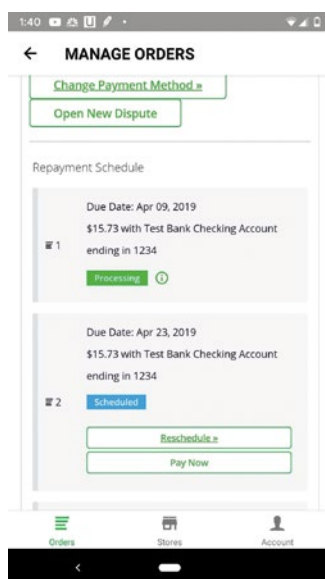 1:40
MANAGE ORDERS
Change Payment Method »
Open New Dispute
Repayment Schedule
Due Date: Apr 09, 2019
$15.73 with Test Bank Checking Account
1
ending in 1234
Processing
Due Date: Apr 23, 2019
$15.73 with Test Bank Checking Account
ending in 1234
2
Scheduled
Reschedule »
Pay Now
Orders
Stores
Account